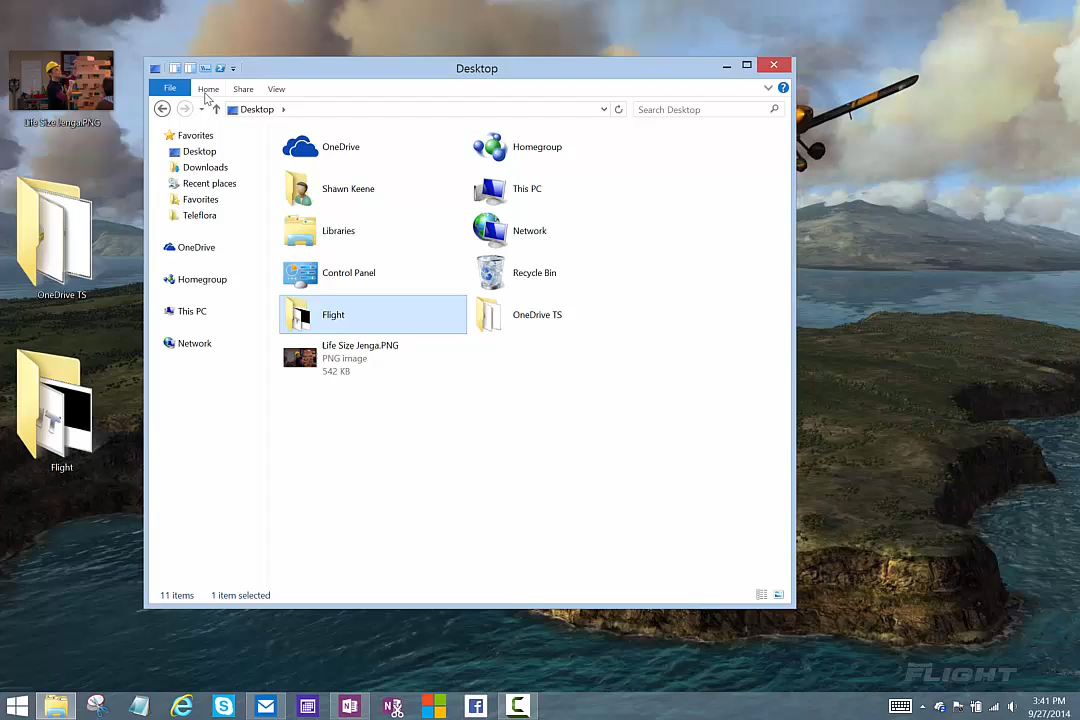 Desktop
File
Home
Share
View
Desktop
Search Desktop
Life Size Jenga.PNG
OneDrive TS
Flight
Favorites
Desktop
Downloads
Recent places
Favorites
Teleflora
OneDrive
Homegroup
This PC
Network
OneDrive
Homegroup
Shawn Keene
This PC
Libraries
Network
Control Panel
Recycle Bin
Flight
OneDrive TS
Life Size Jenga.PNG
PNG image
542 KB
11 items
1 item selected
FLIGHT
3:41 PM
9/27/2014